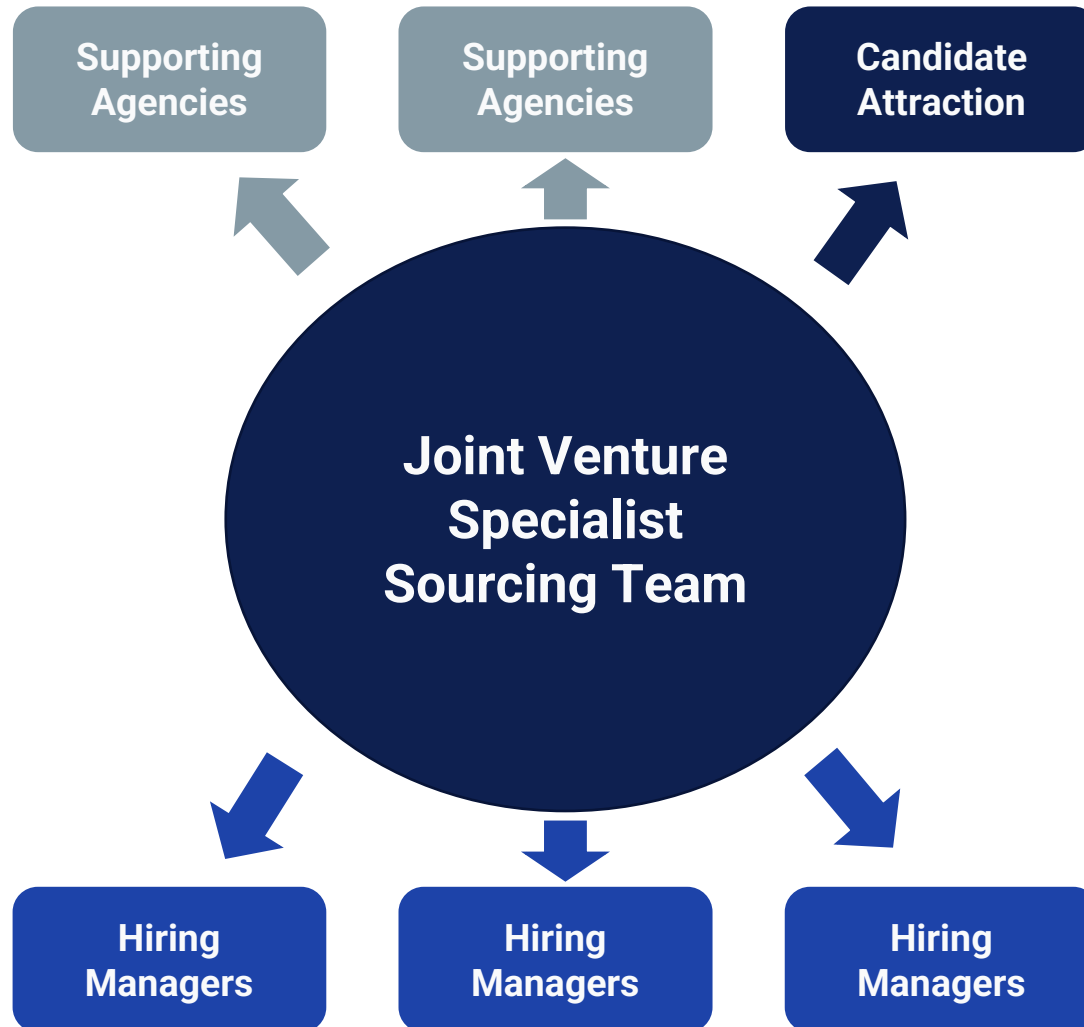 Supporting
Agencies
Supporting
Agencies
Candidate
Attraction
Joint Venture
Specialist
Sourcing Team
Hiring
Managers
Hiring
Managers
Hiring
Managers